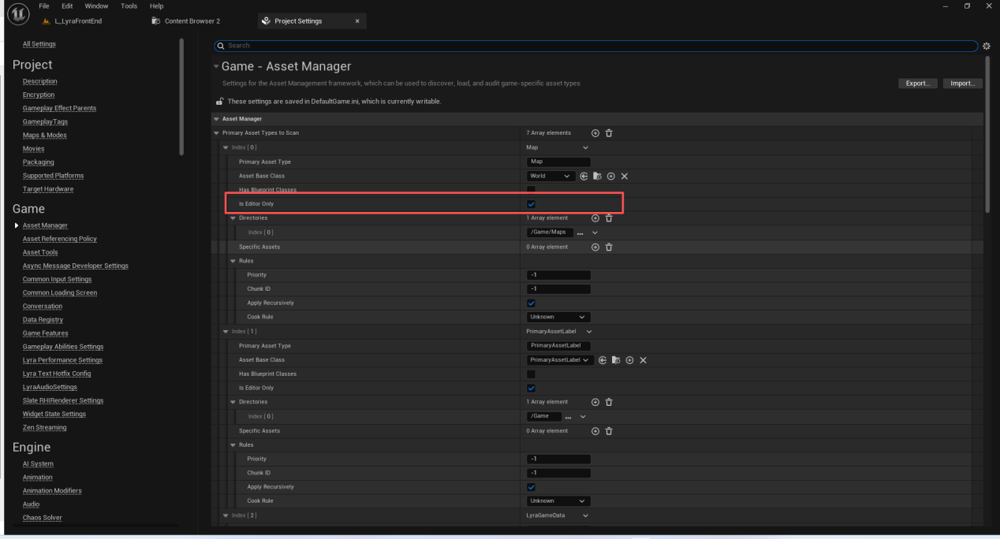 File Edit Window Tools Help
L_LyraFrontEnd Content Browser 2 Project Settings
All Settings
Project
Description
Encryption
Gameplay Effect Parents
GameplayTags
Maps & Modes
Movies
Packaging
Supported Platforms
Target Hardware
Game
Asset Manager
Asset Referencing Policy
Asset Tools
Async Message Developer Settings
Common Input Settings
Common Loading Screen
Conversation
Data Registry
Game Features
Gameplay Abilities Settings
Lyra Performance Settings
Lyra Text Hotfix Config
LyraAudioSettings
Slate RHIRenderer Settings
Widget State Settings
Zen Streaming
Engine
AI System
Animation
Animation Modifiers
Audio
Chaos Solver
Search
Game - Asset Manager
Settings for the Asset Management framework, which can be used to discover, load, and audit game-specific asset types
Export... Import...
These settings are saved in DefaultGame.ini, which is currently writable.
Asset Manager
Primary Asset Types to Scan 7 Array elements
Index [ 0 ] Map
Primary Asset Type Map
Asset Base Class World
Has Blueprint Classes
Is Editor Only
Directories 1 Array element
Index [ 0 ] /Game/Maps ...
Specific Assets 0 Array element
Rules
Priority -1
Chunk ID -1
Apply Recursively
Cook Rule Unknown
Index [ 1 ] PrimaryAssetLabel
Primary Asset Type PrimaryAssetLabel
Asset Base Class PrimaryAssetLabel
Has Blueprint Classes
Is Editor Only
Directories 1 Array element
Index [ 0 ] /Game ...
Specific Assets 0 Array element
Rules
Priority -1
Chunk ID -1
Apply Recursively
Cook Rule Unknown
Index [ 2 ] LyraGameData